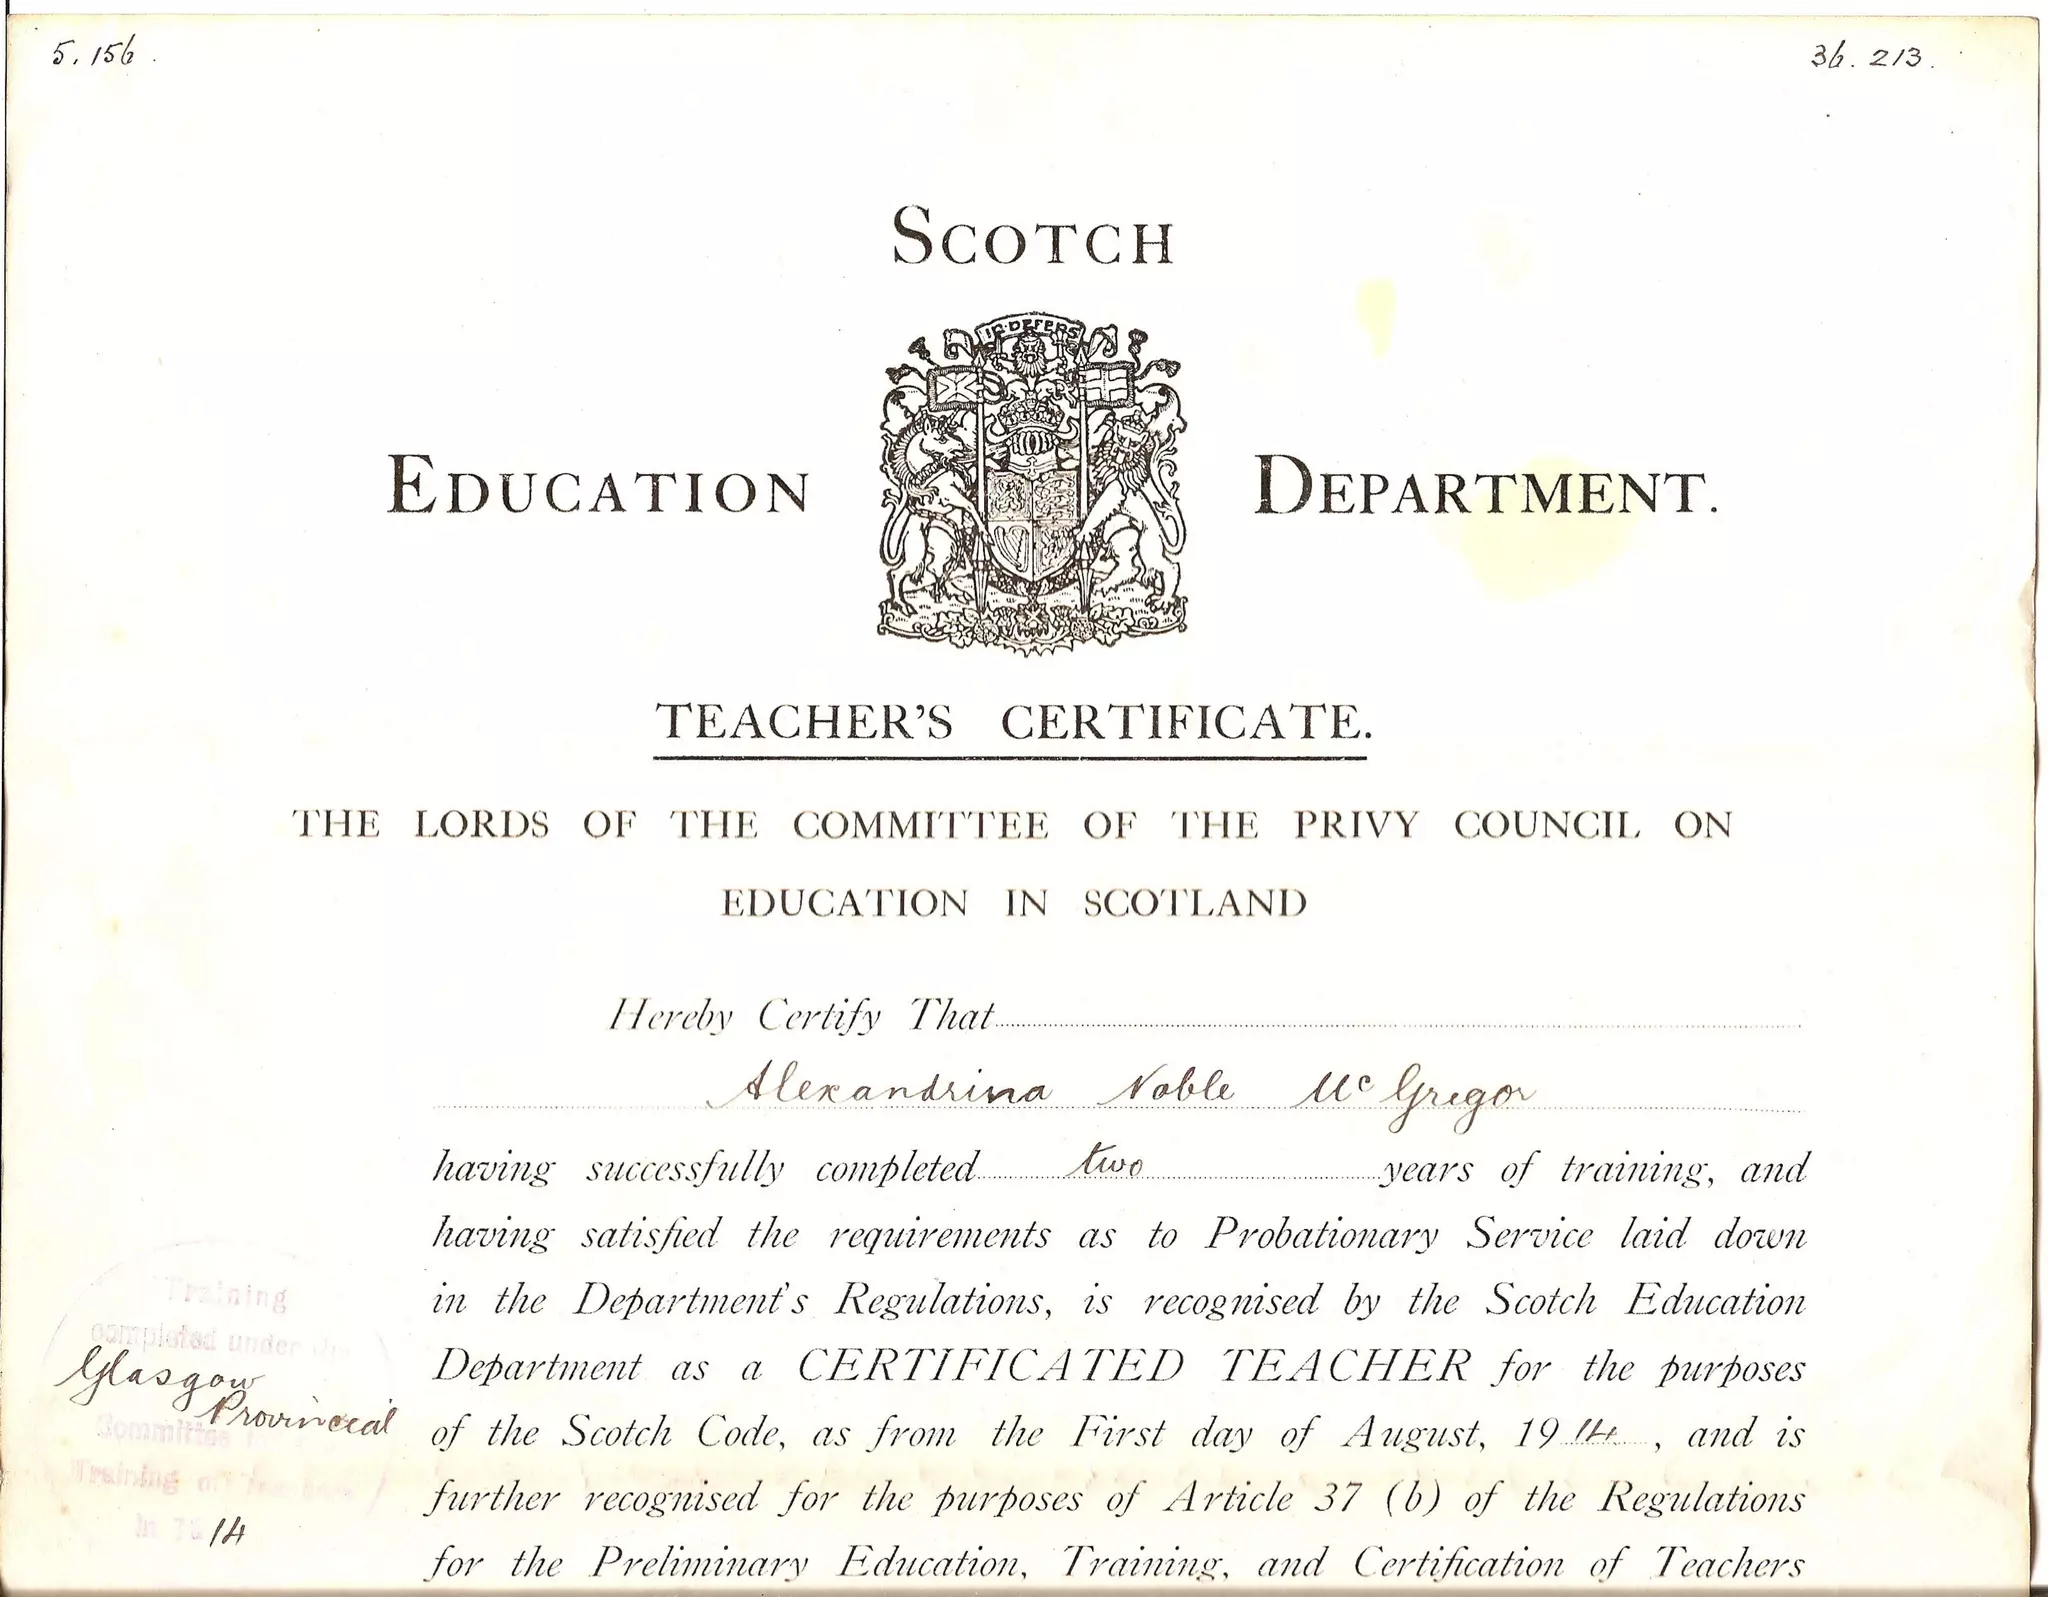 5.156.
36.213.
SCOTCH
IN·DEFENS
EDUCATION DEPARTMENT.
TEACHER'S CERTIFICATE.
THE LORDS OF THE COMMITTEE OF THE PRIVY COUNCIL ON
EDUCATION IN SCOTLAND
Hereby Certify That
Alexandrina Noble Mc Gregor
having successfully completed two years of training, and
having satisfied the requirements as to Probationary Service laid down
in the Department's Regulations, is recognised by the Scotch Education
Department as a CERTIFICATED TEACHER for the purposes
of the Scotch Code, as from the First day of August, 1914, and is
further recognised for the purposes of Article 37 (b) of the Regulations
for the Preliminary Education, Training, and Certification of Teachers
Training
completed under the
Glasgow
Provincial
Committee
Training of Teachers
in 14